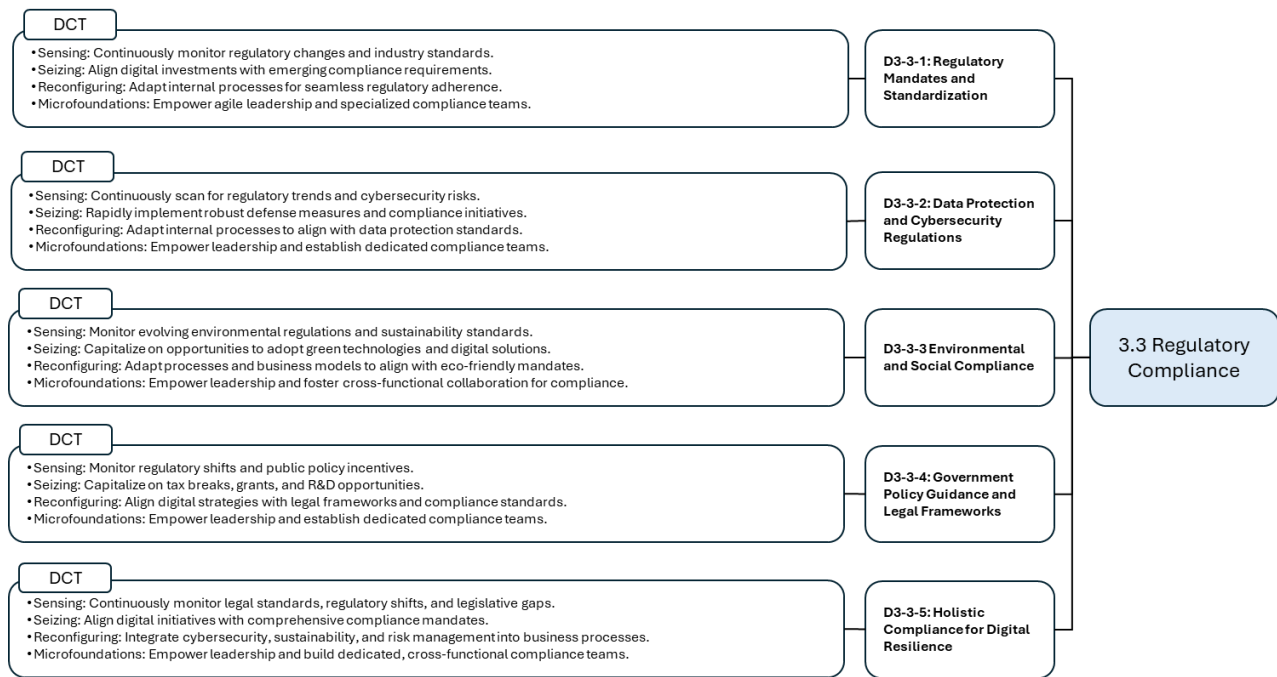 DCT
•Sensing: Continuously monitor regulatory changes and industry standards.
•Seizing: Align digital investments with emerging compliance requirements.
•Reconfiguring: Adapt internal processes for seamless regulatory adherence.
•Microfoundations: Empower agile leadership and specialized compliance teams.
D3-3-1: Regulatory
Mandates and
Standardization
DCT
•Sensing: Continuously scan for regulatory trends and cybersecurity risks.
•Seizing: Rapidly implement robust defense measures and compliance initiatives.
•Reconfiguring: Adapt internal processes to align with data protection standards.
•Microfoundations: Empower leadership and establish dedicated compliance teams.
D3-3-2: Data Protection
and Cybersecurity
Regulations
DCT
•Sensing: Monitor evolving environmental regulations and sustainability standards.
•Seizing: Capitalize on opportunities to adopt green technologies and digital solutions.
•Reconfiguring: Adapt processes and business models to align with eco-friendly mandates.
•Microfoundations: Empower leadership and foster cross-functional collaboration for compliance.
D3-3-3 Environmental
and Social Compliance
3.3 Regulatory
Compliance
DCT
•Sensing: Monitor regulatory shifts and public policy incentives.
•Seizing: Capitalize on tax breaks, grants, and R&D opportunities.
•Reconfiguring: Align digital strategies with legal frameworks and compliance standards.
•Microfoundations: Empower leadership and establish dedicated compliance teams.
D3-3-4: Government
Policy Guidance and
Legal Frameworks
DCT
•Sensing: Continuously monitor legal standards, regulatory shifts, and legislative gaps.
•Seizing: Align digital initiatives with comprehensive compliance mandates.
•Reconfiguring: Integrate cybersecurity, sustainability, and risk management into business processes.
•Microfoundations: Empower leadership and build dedicated, cross-functional compliance teams.
D3-3-5: Holistic
Compliance for Digital
Resilience